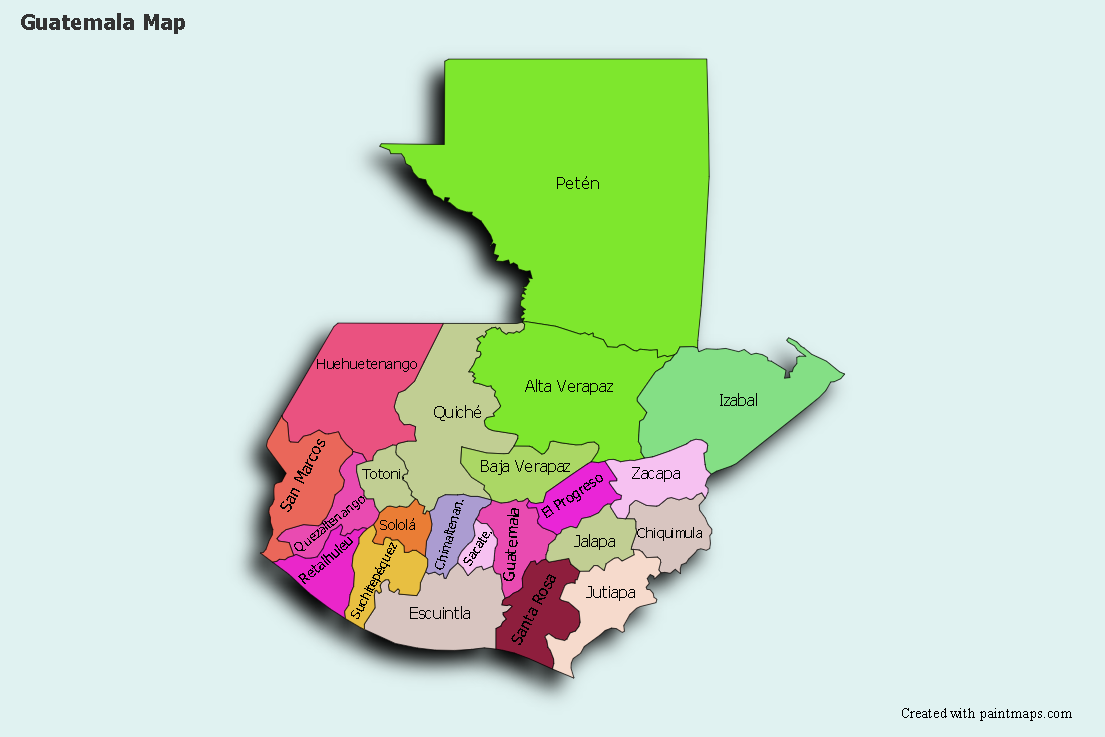 Guatemala Map
Petén
Huehuetenango
Quiché
Alta Verapaz
Izabal
San Marcos
Totoni.
Baja Verapaz
Zacapa
Quezaltenango
Sololá
Chimaltenan.
Sacate.
Guatemala
El Progreso
Jalapa
Chiquimula
Retalhuleu
Suchitepéquez
Escuintla
Santa Rosa
Jutiapa
Created with paintmaps.com